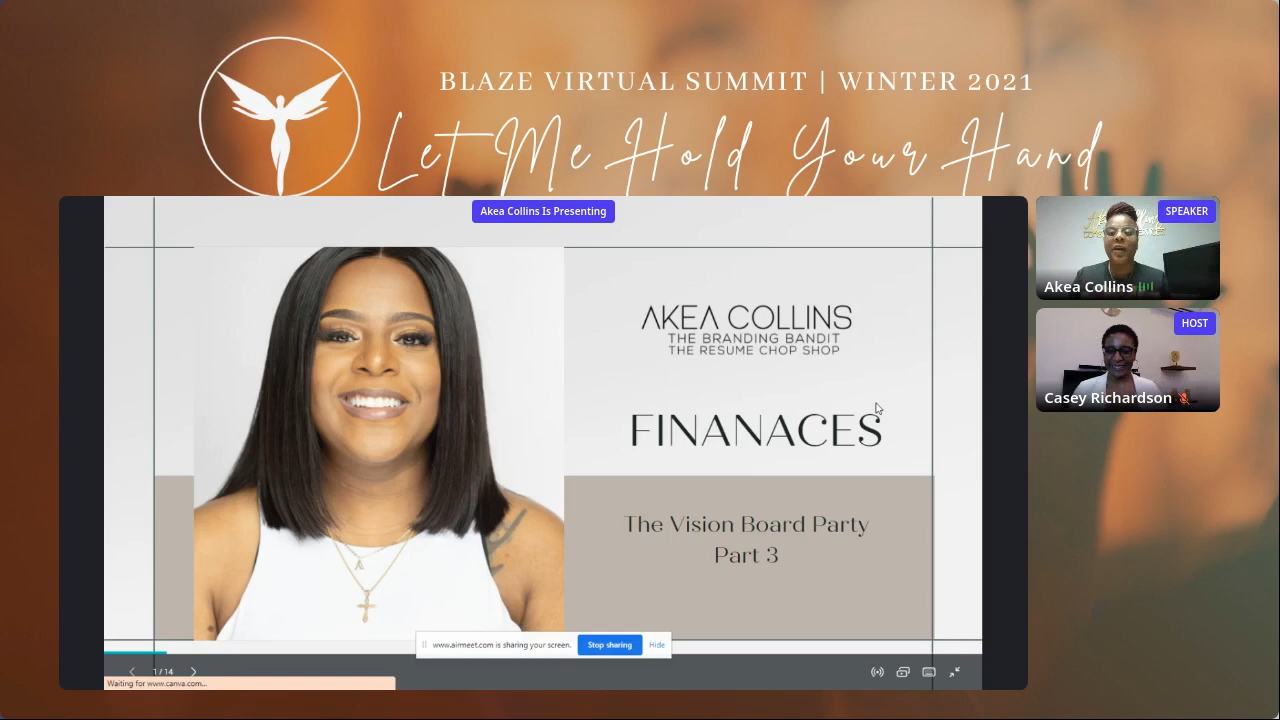 BLAZE VIRTUAL SUMMIT | WINTER 2021
Let Me Hold Your Hand
Akea Collins Is Presenting
SPEAKER
Akea Collins
HOST
Casey Richardson
AKEA COLLINS
THE BRANDING BANDIT
THE RESUME CHOP SHOP
FINANACES
The Vision Board Party
Part 3
A
www.airmeet.com is sharing your screen.
Stop sharing
Hide
1 / 14
Waiting for www.canva.com...